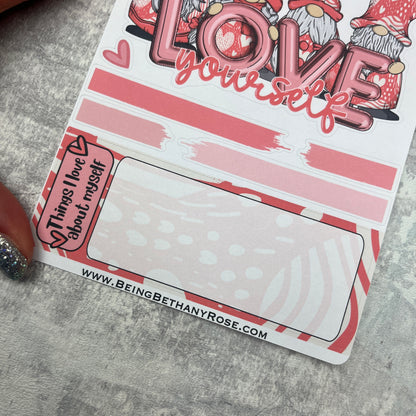 LOVE
yourself
Things I love
about myself
www.BeingBethanyRose.com